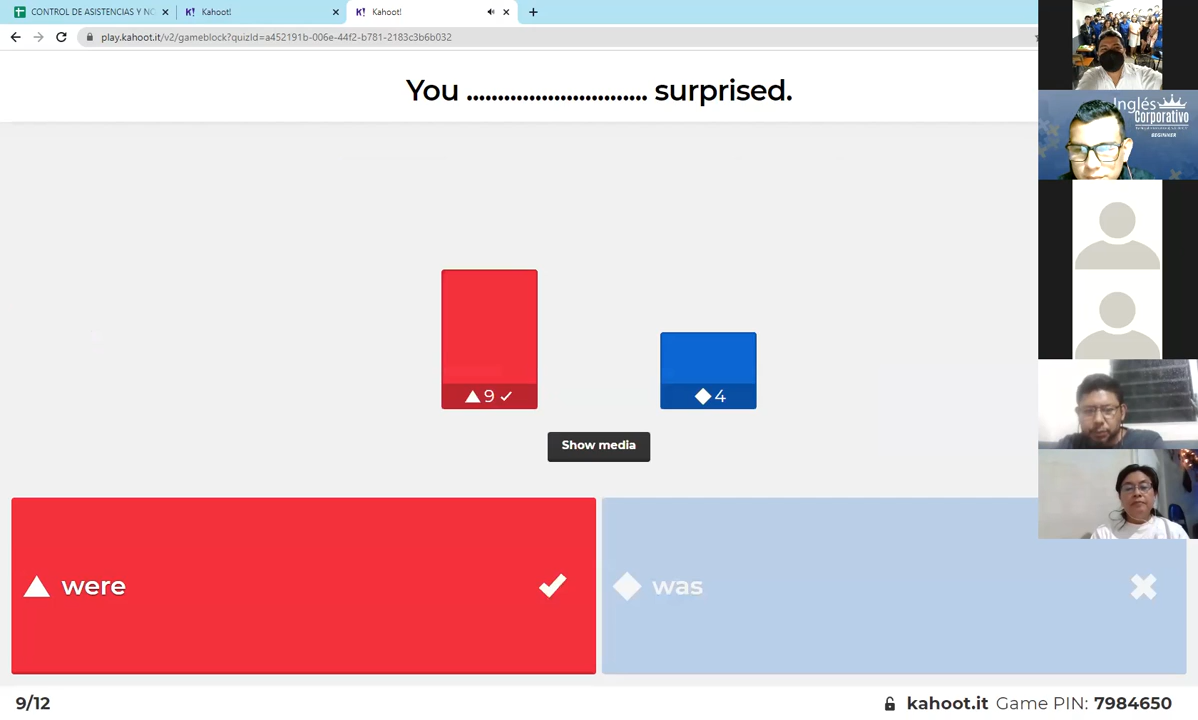 CONTROL DE ASISTENCIAS Y NO
Kahoot!
Kahoot!
play.kahoot.it/v2/gameblock?quizId=a452191b-006e-44f2-b781-2183c3b6b032
You ............................. surprised.
Inglés
Corporativo
BEGINNER
9
4
Show media
were
was
9/12
kahoot.it Game PIN: 7984650